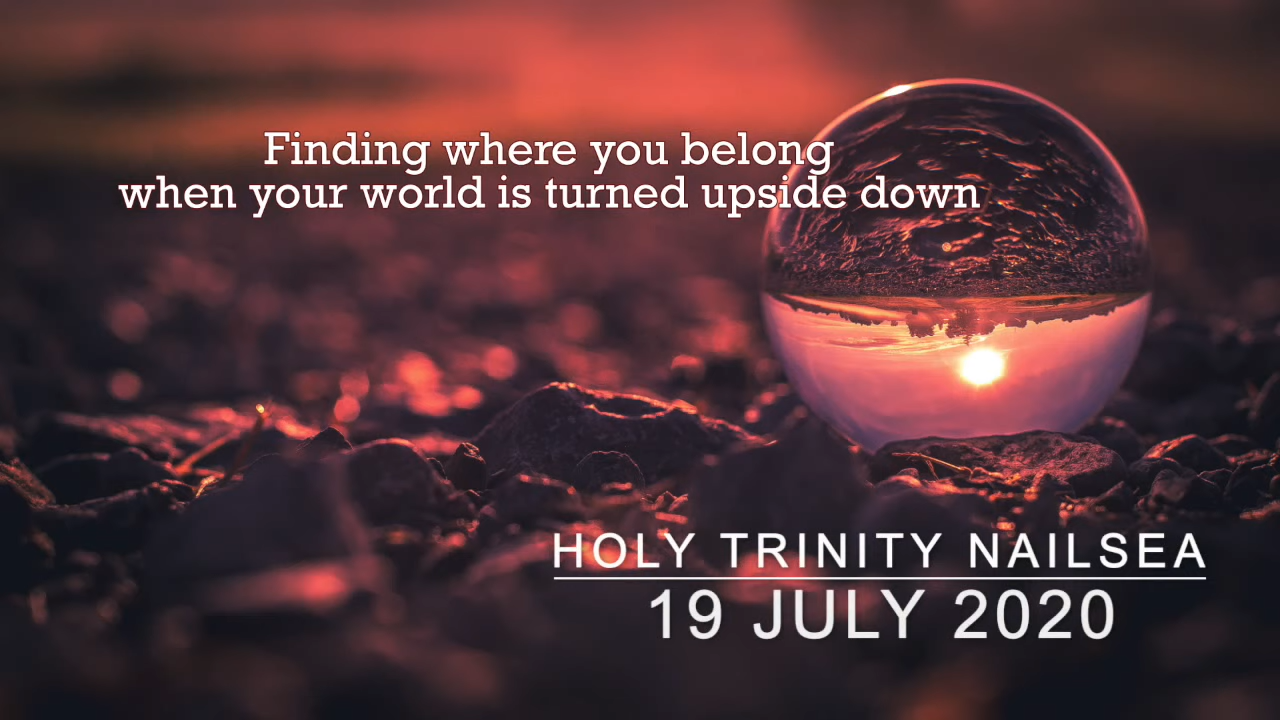 Finding where you belong
when your world is turned upside down
HOLY TRINITY NAILSEA
19 JULY 2020